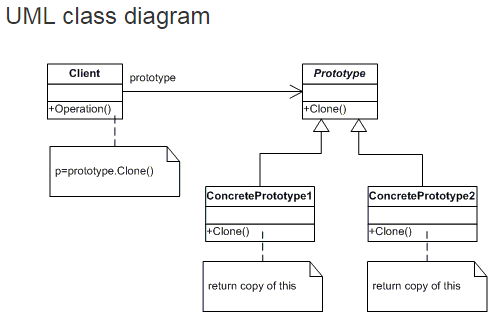 UML class diagram
Client
+Operation()
prototype
Prototype
+Clone()
p=prototype.Clone()
ConcretePrototype1
+Clone()
ConcretePrototype2
+Clone()
return copy of this
return copy of this